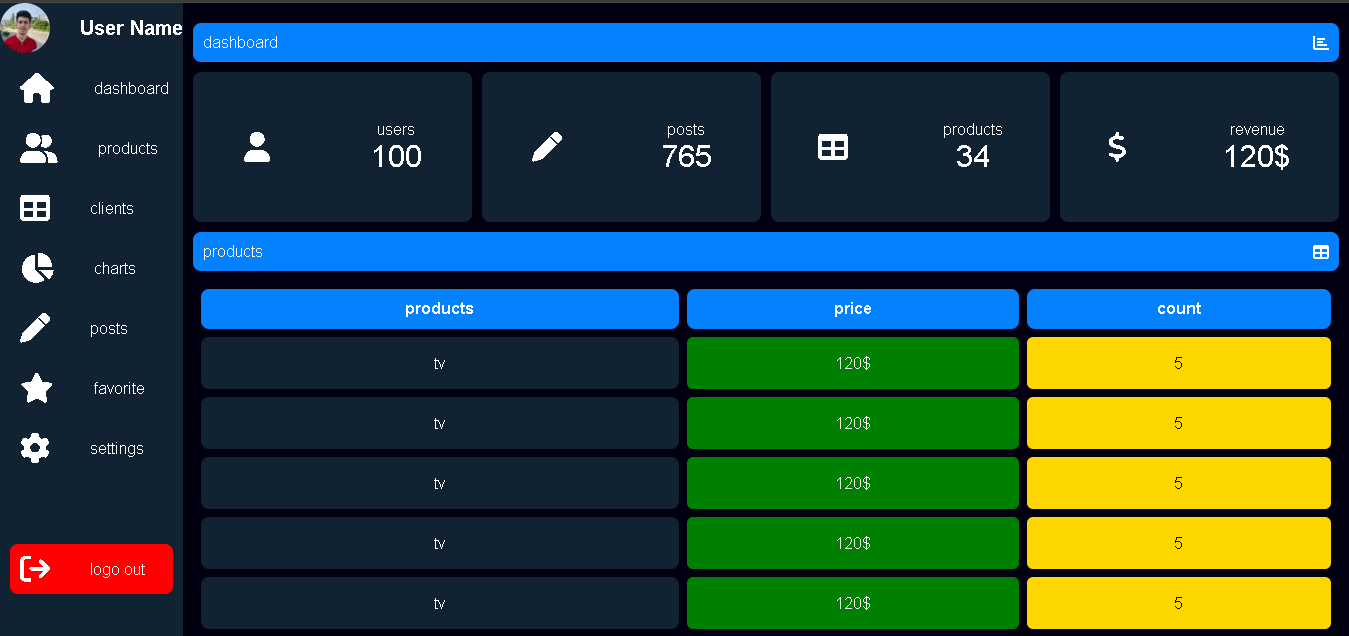 User Name
dashboard
products
clients
charts
posts
favorite
settings
logo out
dashboard
users
100
posts
765
products
34
revenue
120$
products
products price count
tv 120$ 5
tv 120$ 5
tv 120$ 5
tv 120$ 5
tv 120$ 5